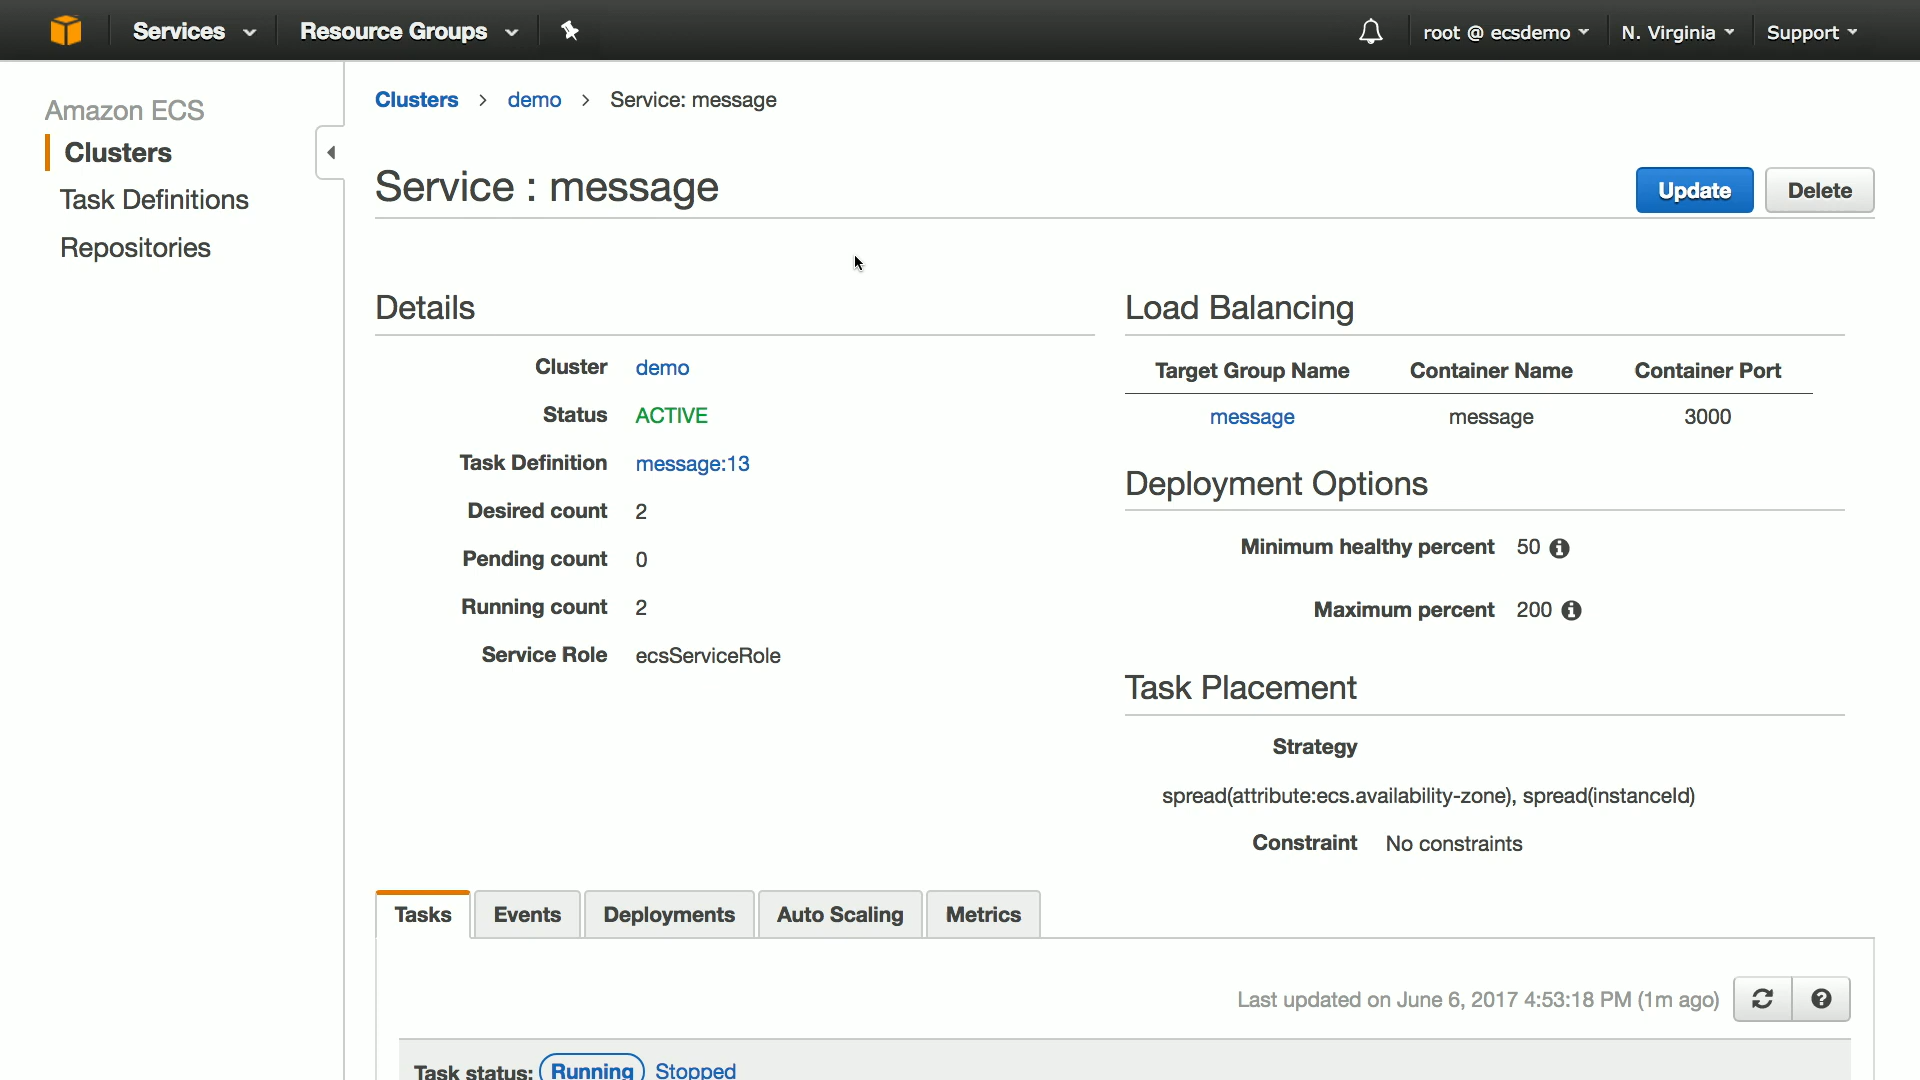 Services
Resource Groups
root @ ecsdemo
N. Virginia
Support
Amazon ECS
Clusters
Task Definitions
Repositories
Clusters > demo > Service: message
Service : message
Update
Delete
Details
Cluster demo
Status ACTIVE
Task Definition message:13
Desired count 2
Pending count 0
Running count 2
Service Role ecsServiceRole
Load Balancing
Target Group Name Container Name Container Port
message message 3000
Deployment Options
Minimum healthy percent 50
Maximum percent 200
Task Placement
Strategy
spread(attribute:ecs.availability-zone), spread(instanceId)
Constraint No constraints
Tasks Events Deployments Auto Scaling Metrics
Last updated on June 6, 2017 4:53:18 PM (1m ago)
Task status: Running Stopped